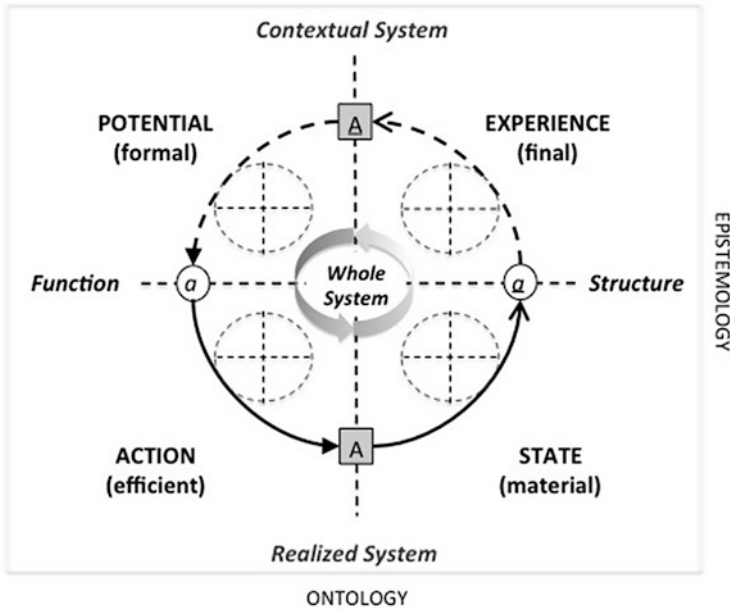 Contextual System
A
POTENTIAL
(formal)
EXPERIENCE
(final)
Function
a
Whole
System
a
Structure
EPISTEMOLOGY
ACTION
(efficient)
A
STATE
(material)
Realized System
ONTOLOGY